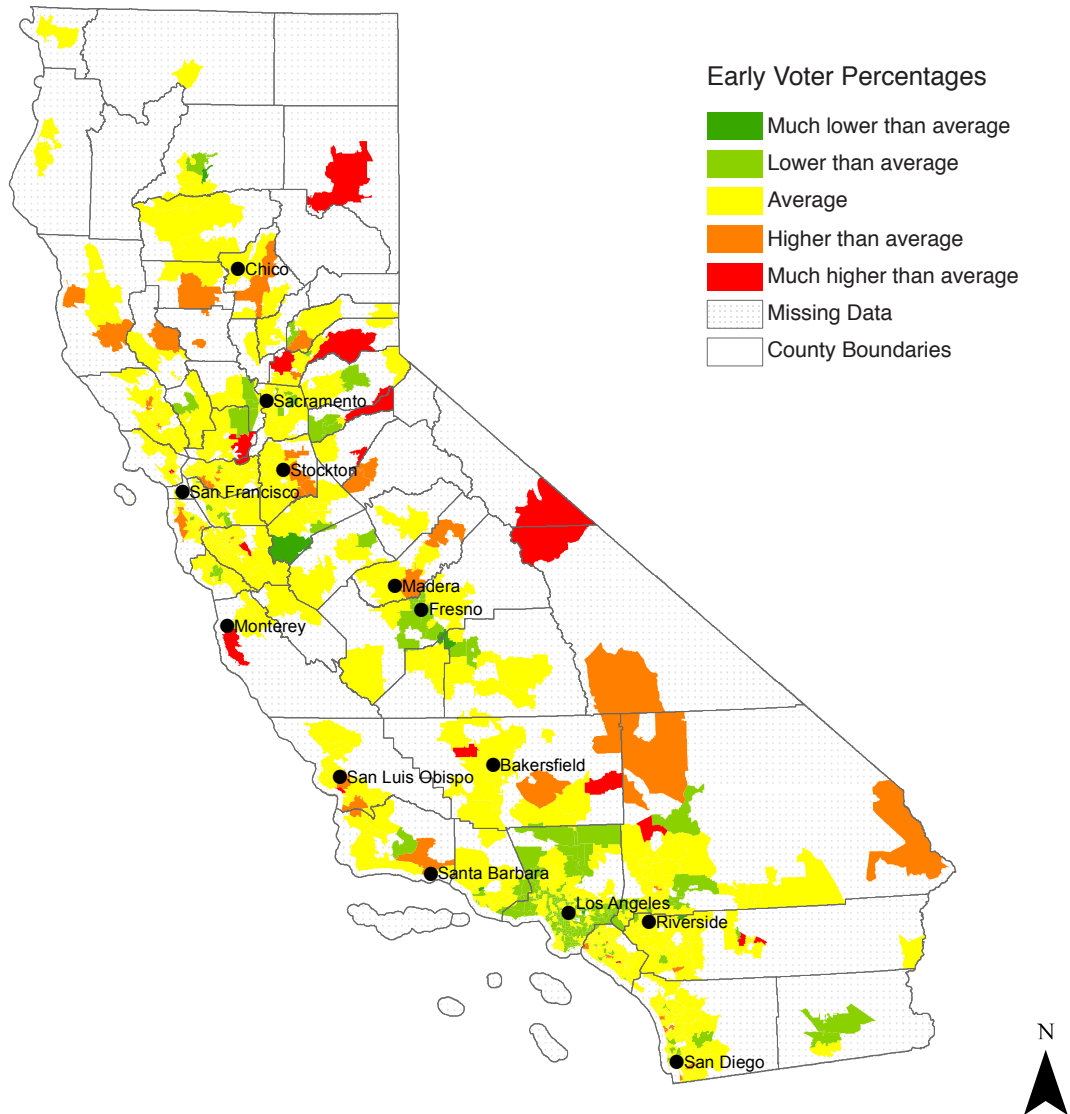 Early Voter Percentages
Much lower than average
Lower than average
Average
Higher than average
Much higher than average
Missing Data
County Boundaries
Chico
Sacramento
Stockton
San Francisco
Madera
Fresno
Monterey
Bakersfield
San Luis Obispo
Santa Barbara
Los Angeles
Riverside
San Diego
N